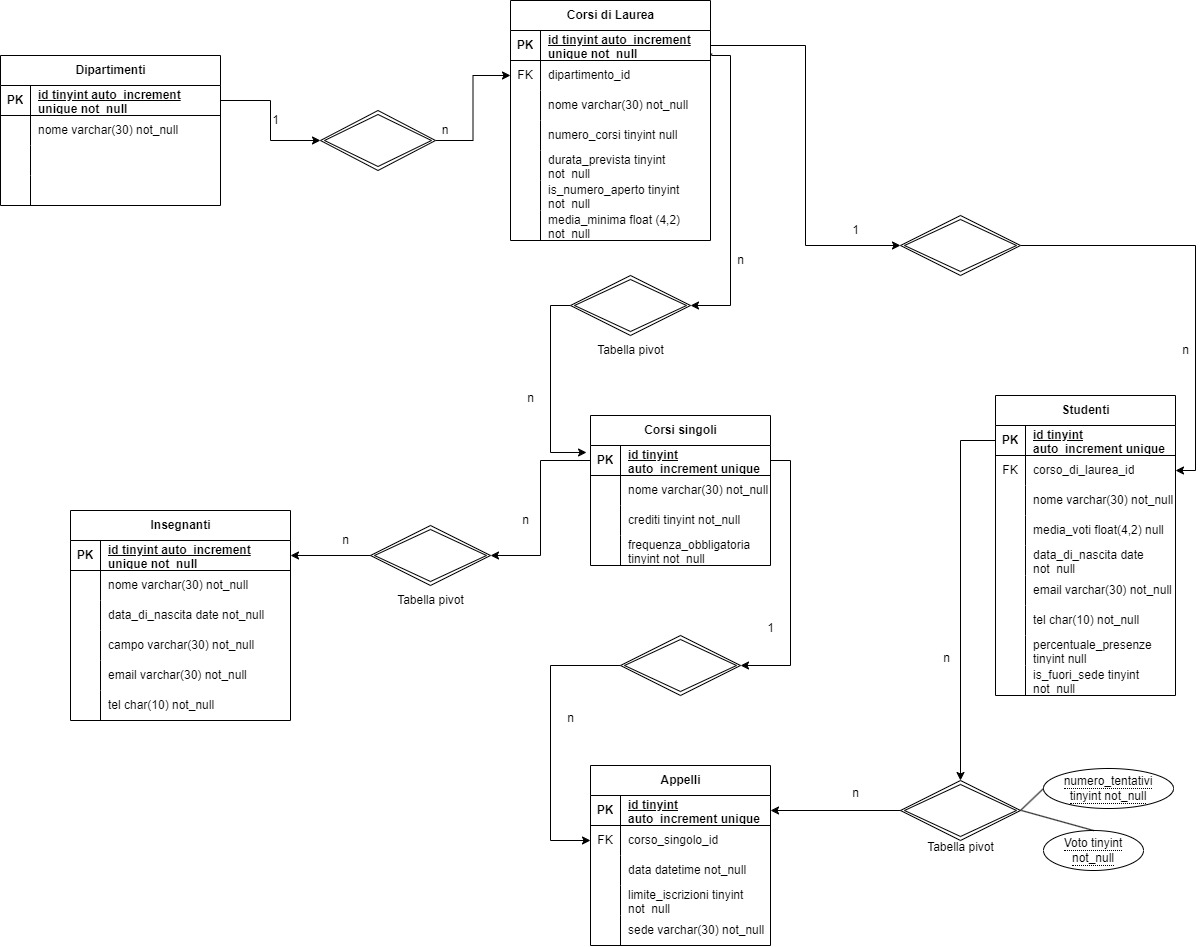 Corsi di Laurea
PK
id tinyint auto_increment
unique not_null
FK
dipartimento_id
nome varchar(30) not_null
numero_corsi tinyint null
durata_prevista tinyint
not_null
is_numero_aperto tinyint
not_null
media_minima float (4,2)
not_null
Dipartimenti
PK
id tinyint auto_increment
unique not_null
nome varchar(30) not_null
1
n
1
n
n
Tabella pivot
n
Studenti
PK
id tinyint
auto_increment unique
FK
corso_di_laurea_id
nome varchar(30) not_null
media_voti float(4,2) null
data_di_nascita date
not_null
email varchar(30) not_null
tel char(10) not_null
percentuale_presenze
tinyint null
is_fuori_sede tinyint
not_null
Corsi singoli
PK
id tinyint
auto_increment unique
nome varchar(30) not_null
crediti tinyint not_null
frequenza_obbligatoria
tinyint not_null
n
n
Tabella pivot
Insegnanti
PK
id tinyint auto_increment
unique not_null
nome varchar(30) not_null
data_di_nascita date not_null
campo varchar(30) not_null
email varchar(30) not_null
tel char(10) not_null
1
n
n
n
Appelli
PK
id tinyint
auto_increment unique
FK
corso_singolo_id
data datetime not_null
limite_iscrizioni tinyint
not_null
sede varchar(30) not_null
Tabella pivot
numero_tentativi
tinyint not_null
Voto tinyint
not_null